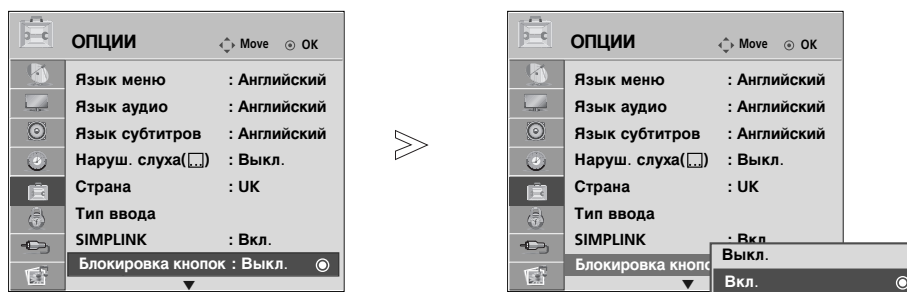 ОПЦИИ Move OK
Язык меню : Английский
Язык аудио : Английский
Язык субтитров : Английский
Наруш. слуха( ) : Выкл.
Страна : UK
Тип ввода
SIMPLINK : Вкл.
Блокировка кнопок : Выкл.
ОПЦИИ Move OK
Язык меню : Английский
Язык аудио : Английский
Язык субтитров : Английский
Наруш. слуха( ) : Выкл.
Страна : UK
Тип ввода
SIMPLINK : Вкл
Блокировка кнопо
Выкл.
Вкл.